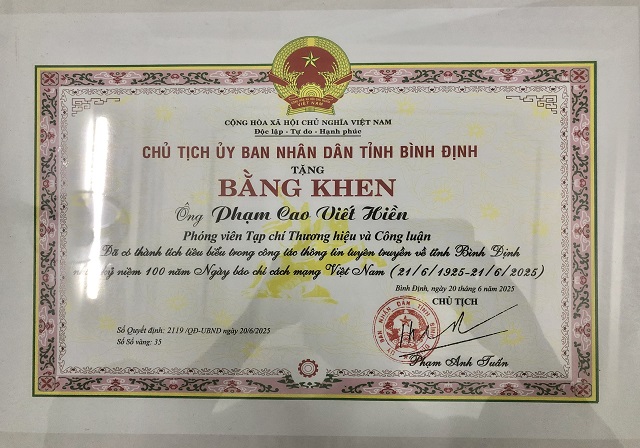 VIỆT NAM
CỘNG HÒA XÃ HỘI CHỦ NGHĨA VIỆT NAM
Độc lập - Tự do - Hạnh phúc
CHỦ TỊCH ỦY BAN NHÂN DÂN TỈNH BÌNH ĐỊNH
TẶNG
BẰNG KHEN
Ông Phạm Cao Viết Hiền
Phóng viên Tạp chí Thương hiệu và Công luận
Đã có thành tích tiêu biểu trong công tác thông tin tuyên truyền về tỉnh Bình Định
kỷ niệm 100 năm Ngày báo chí cách mạng Việt Nam (21/6/1925-21/6/2025)
Bình Định, ngày 20 tháng 6 năm 2025
CHỦ TỊCH
Số Quyết định: 2119 /QĐ-UBND ngày 20/6/2025
Số Sổ vàng: 35
Phạm Anh Tuấn